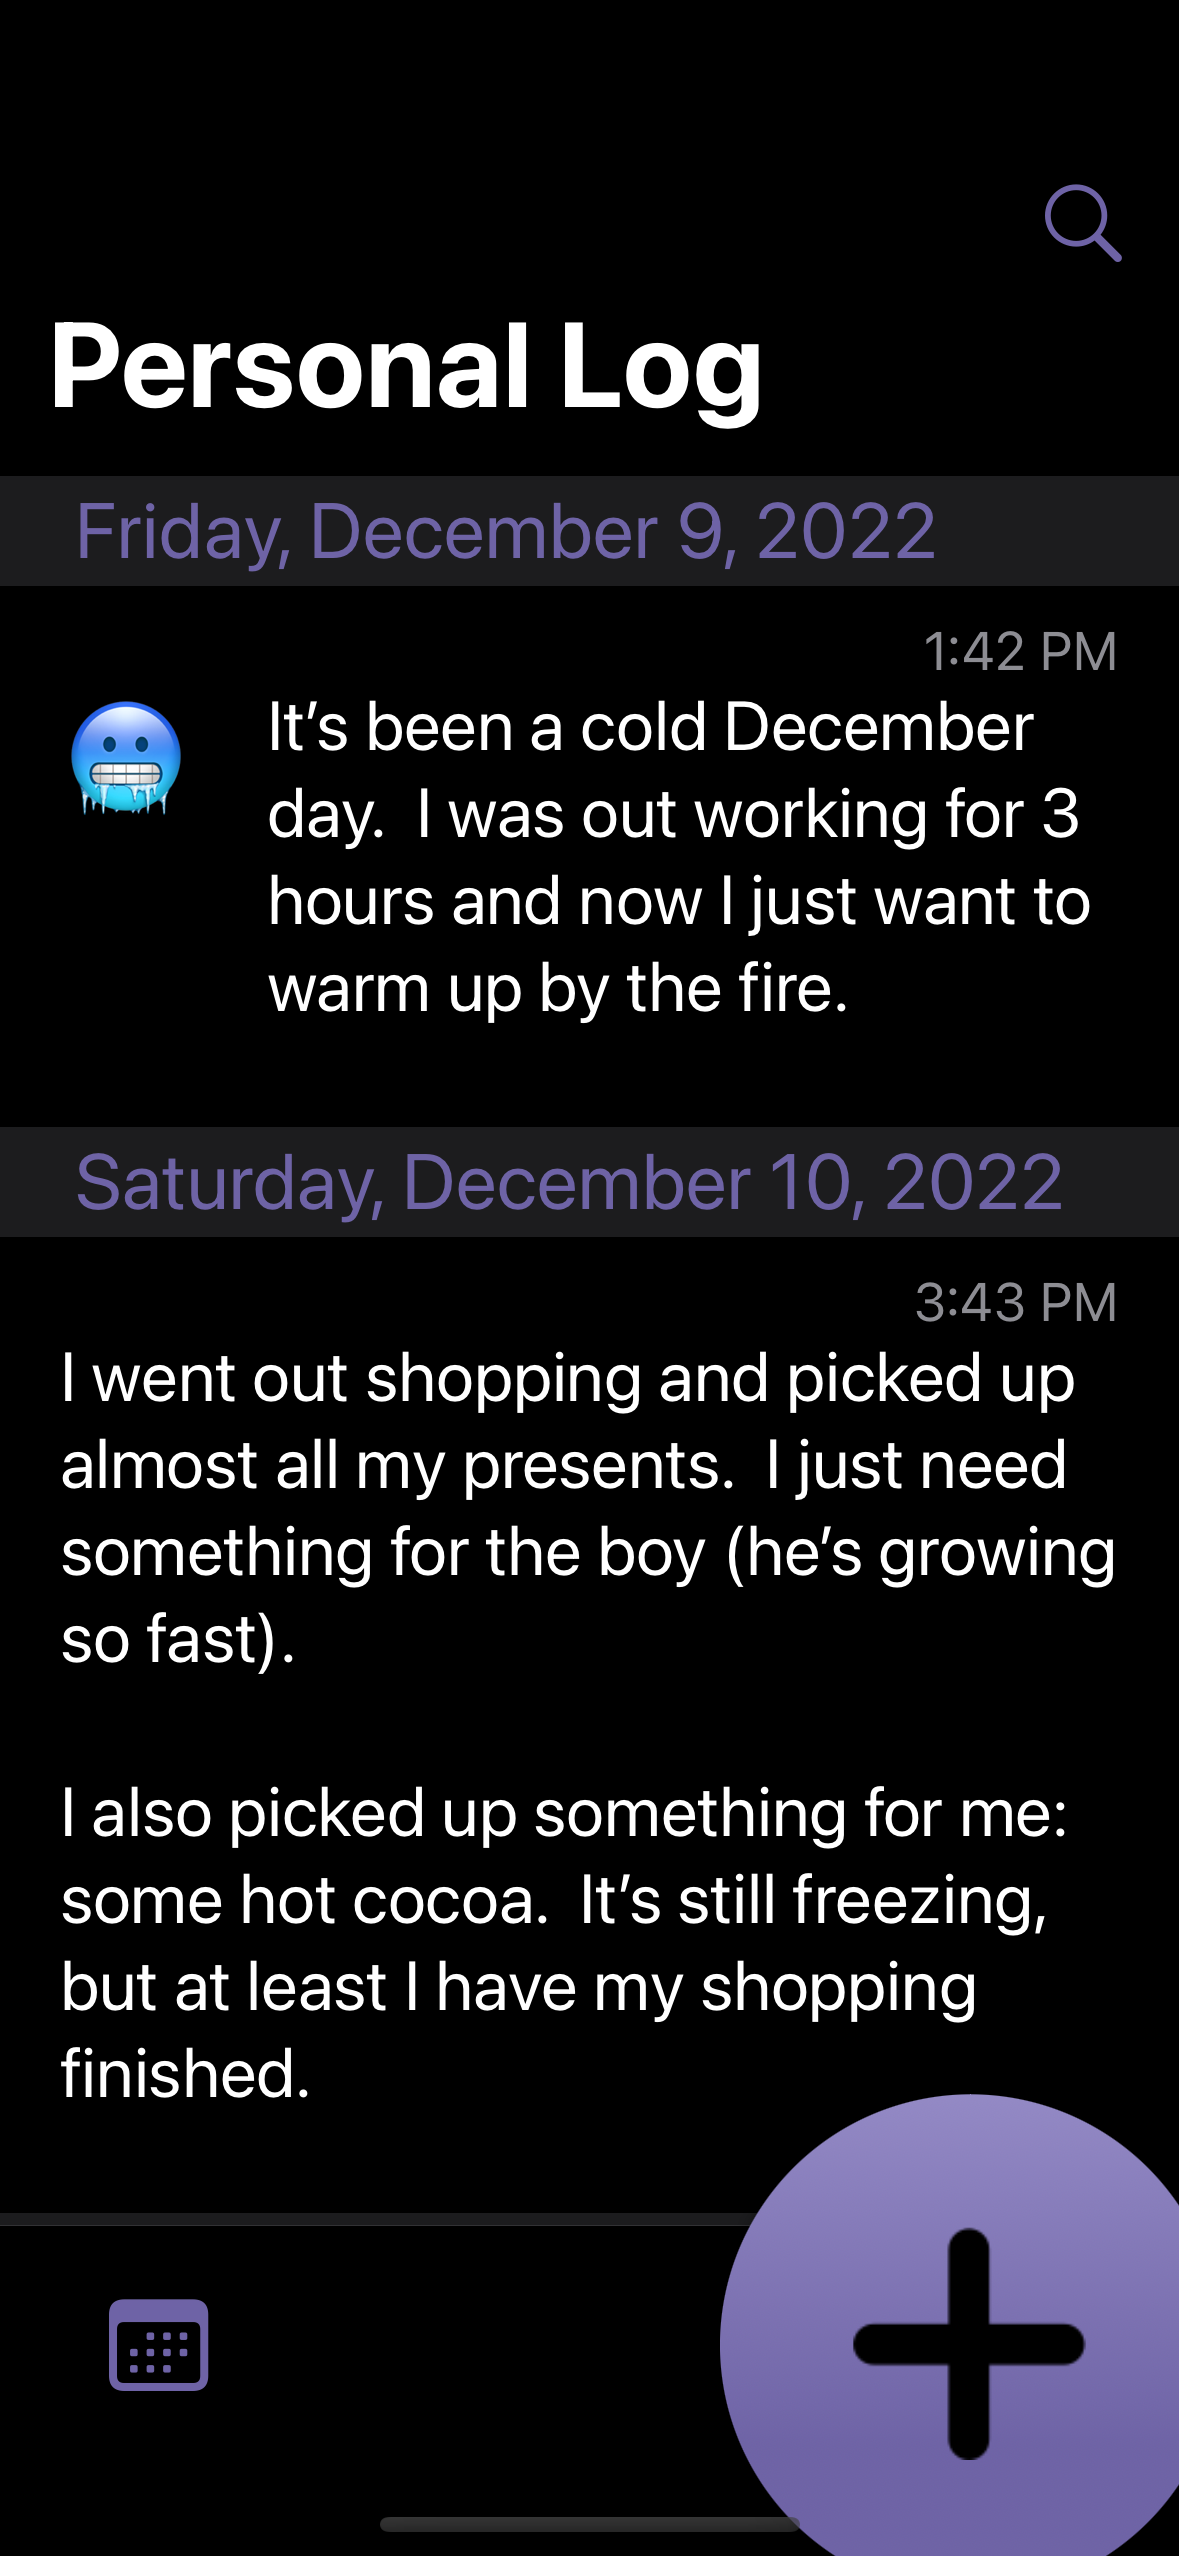 Personal Log
Friday, December 9, 2022
1:42 PM
It’s been a cold December
day.  I was out working for 3
hours and now I just want to
warm up by the fire.
Saturday, December 10, 2022
3:43 PM
I went out shopping and picked up
almost all my presents.  I just need
something for the boy (he’s growing
so fast).
I also picked up something for me:
some hot cocoa.  It’s still freezing,
but at least I have my shopping
finished.